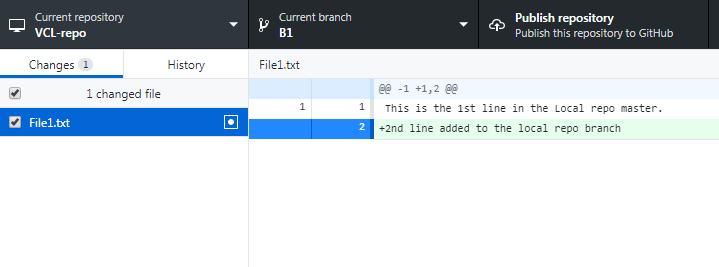 Current repository
VCL-repo
Current branch
B1
Publish repository
Publish this repository to GitHub
Changes 1
History
File1.txt
1 changed file
File1.txt
@@ -1 +1,2 @@
1 1 This is the 1st line in the Local repo master.
2 +2nd line added to the local repo branch